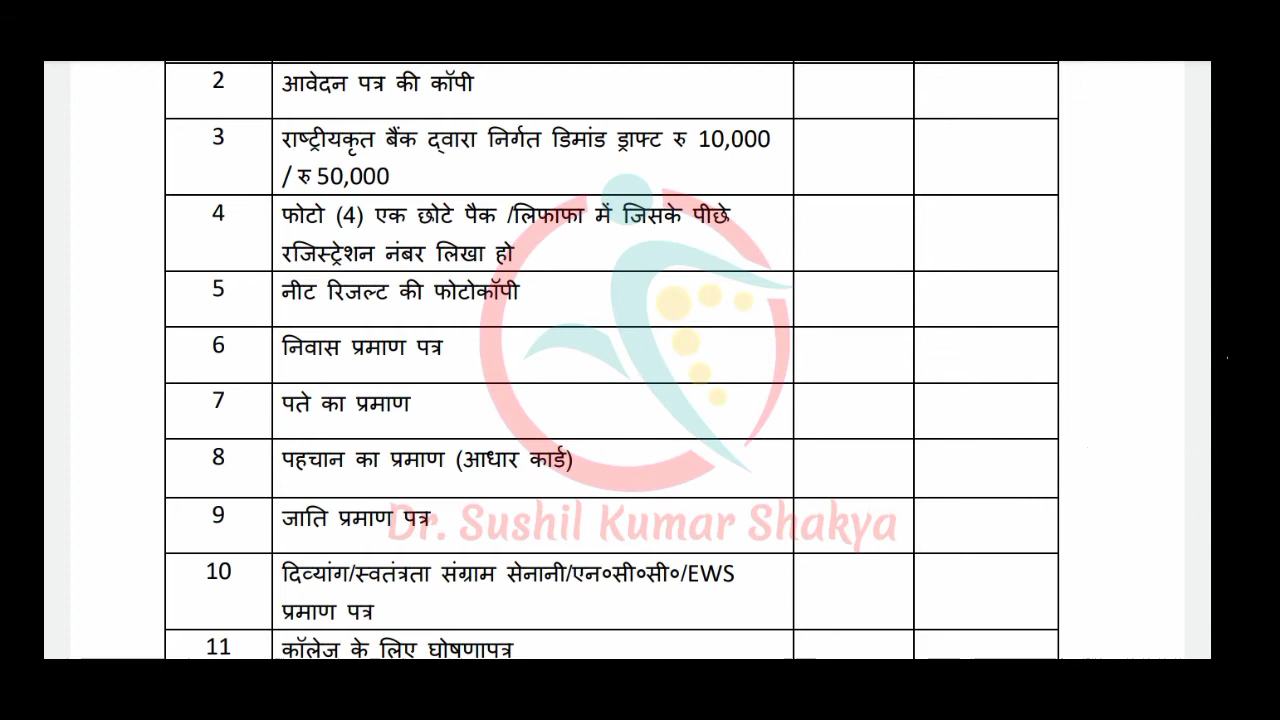 2 आवेदन पत्र की कॉपी
3 राष्ट्रीयकृत बैंक द्वारा निर्गत डिमांड ड्राफ्ट रु 10,000
/ रु 50,000
4 फोटो (4) एक छोटे पैक /लिफाफा में जिसके पीछे
रजिस्ट्रेशन नंबर लिखा हो
5 नीट रिजल्ट की फोटोकॉपी
6 निवास प्रमाण पत्र
7 पते का प्रमाण
8 पहचान का प्रमाण (आधार कार्ड)
9 जाति प्रमाण पत्र
Dr. Sushil Kumar Shakya
10 दिव्यांग/स्वतंत्रता संग्राम सेनानी/एन०सी०सी०/EWS
प्रमाण पत्र
11 कॉलेज के लिए घोषणापत्र